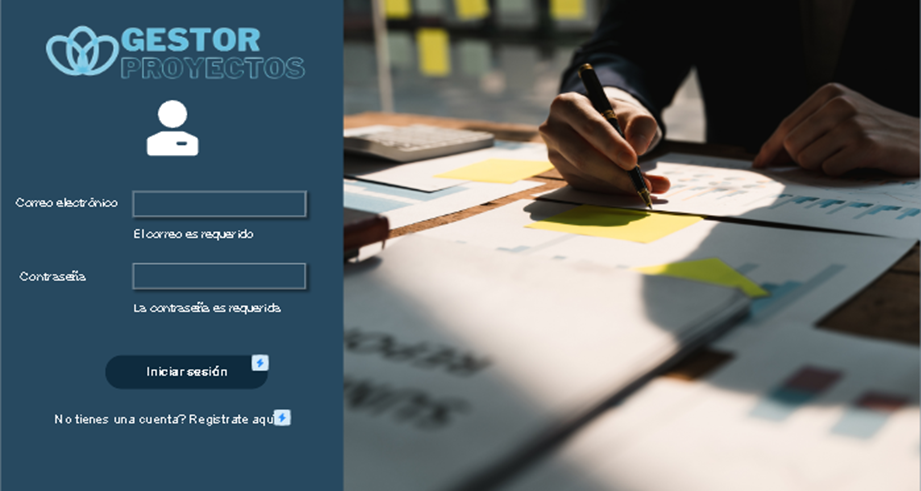 GESTOR
PROYECTOS
Correo electrónico
El correo es requerido
Contraseña
La contraseña es requerida
Iniciar sesión
No tienes una cuenta? Registrate aqui